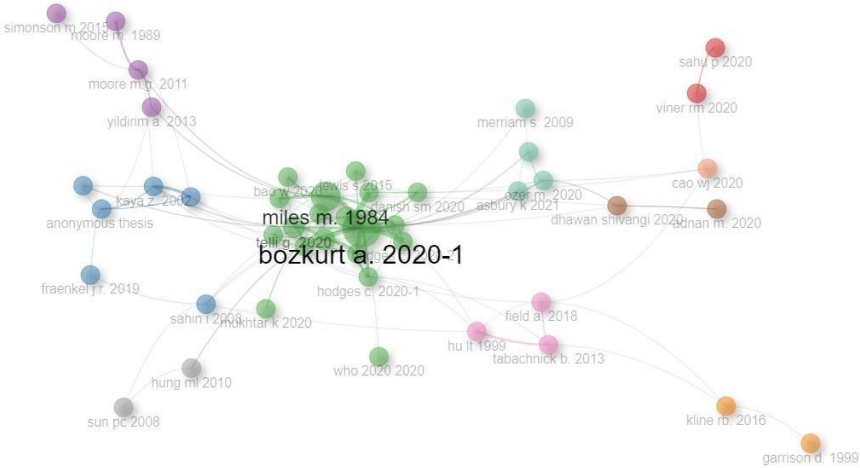 simonson m 2015
moore m. 1989
moore m.g. 2011
yildirim a. 2013
sahu p 2020
viner rm 2020
merriam s. 2009
cao wj 2020
lewis s 2015
bao w 2020
danish sm 2020
ozer m. 2020
asbury k 2021
kaya z. 2002
anonymous thesis
miles m. 1984
dhawan shivangi 2020
adnan m. 2020
telli g. 2020
bozkurt a. 2020-1
fraenkel j r. 2019
hodges c. 2020-1
sahin i 2003
mukhtar k 2020
field a. 2018
hu lt 1999
tabachnick b. 2013
who 2020 2020
hung ml 2010
sun pc 2008
kline rb. 2016
garrison d. 1999